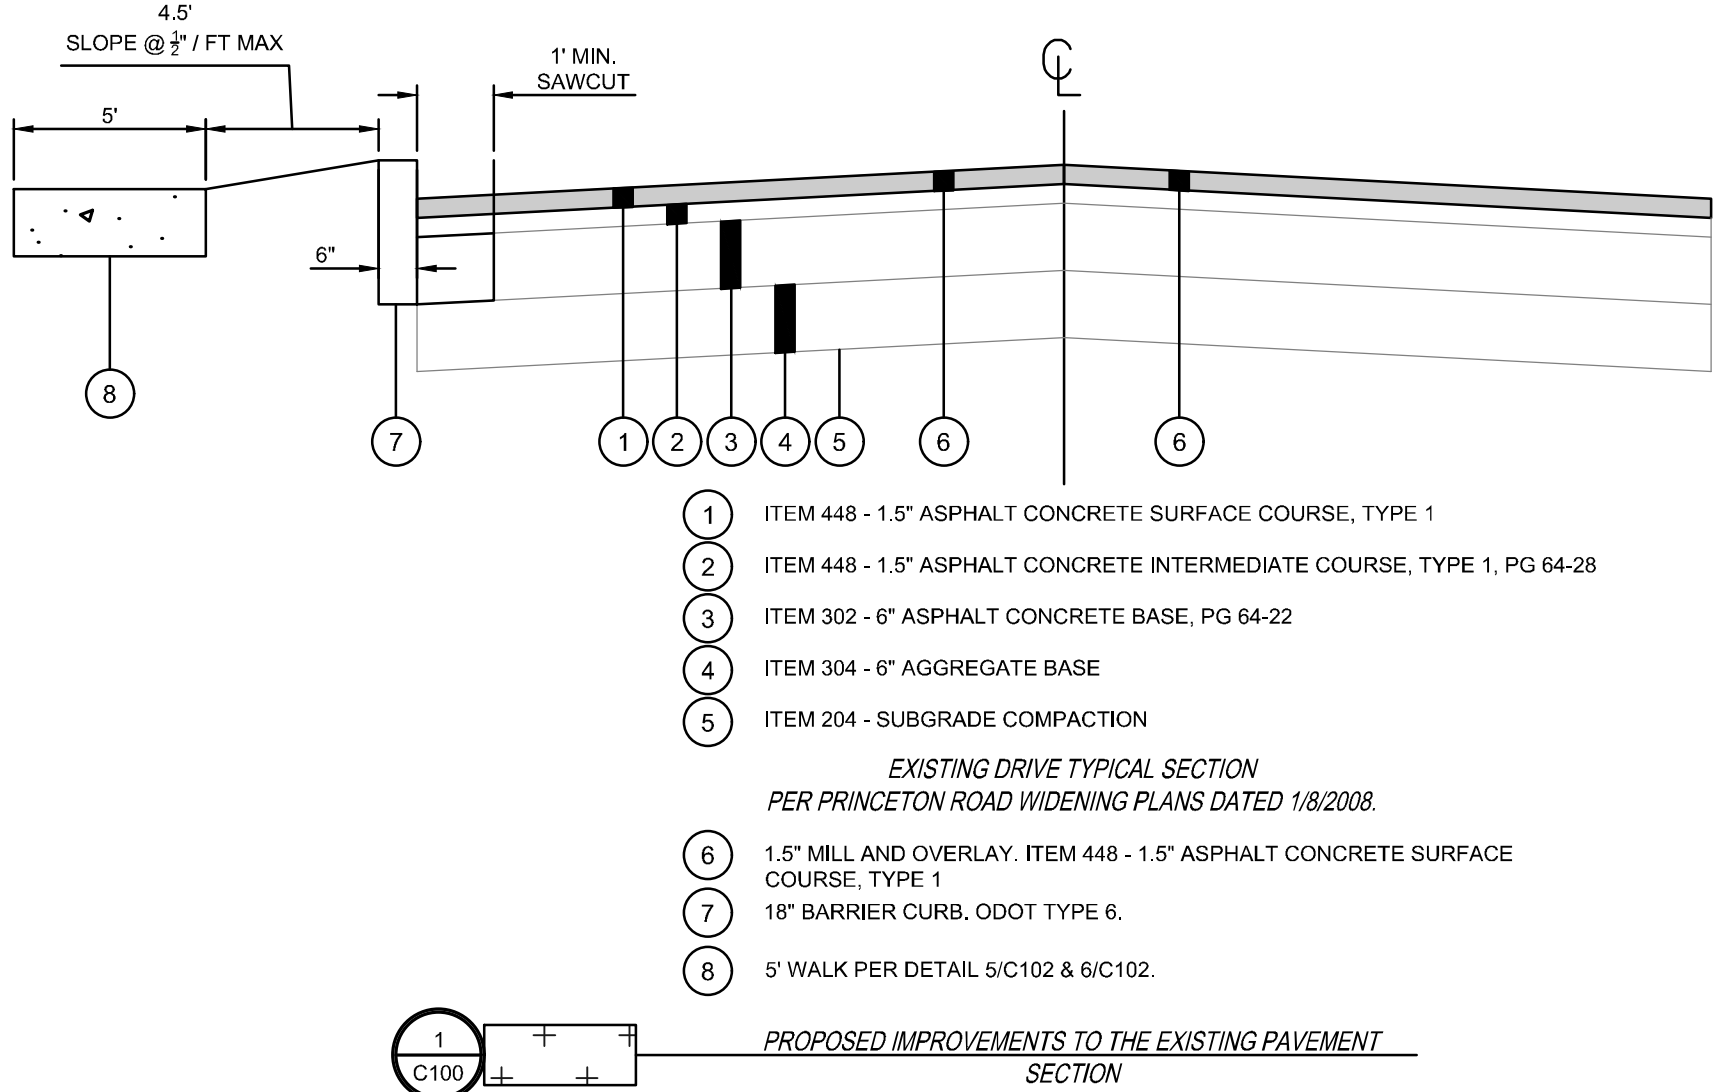 4.5'
SLOPE @ 1/2" / FT MAX
1' MIN.
SAWCUT
CL
5'
6"
8
7
1
2
3
4
5
6
6
1 ITEM 448 - 1.5" ASPHALT CONCRETE SURFACE COURSE, TYPE 1
2 ITEM 448 - 1.5" ASPHALT CONCRETE INTERMEDIATE COURSE, TYPE 1, PG 64-28
3 ITEM 302 - 6" ASPHALT CONCRETE BASE, PG 64-22
4 ITEM 304 - 6" AGGREGATE BASE
5 ITEM 204 - SUBGRADE COMPACTION
EXISTING DRIVE TYPICAL SECTION
PER PRINCETON ROAD WIDENING PLANS DATED 1/8/2008.
6 1.5" MILL AND OVERLAY. ITEM 448 - 1.5" ASPHALT CONCRETE SURFACE
COURSE, TYPE 1
7 18" BARRIER CURB. ODOT TYPE 6.
8 5' WALK PER DETAIL 5/C102 & 6/C102.
1
C100
PROPOSED IMPROVEMENTS TO THE EXISTING PAVEMENT
SECTION